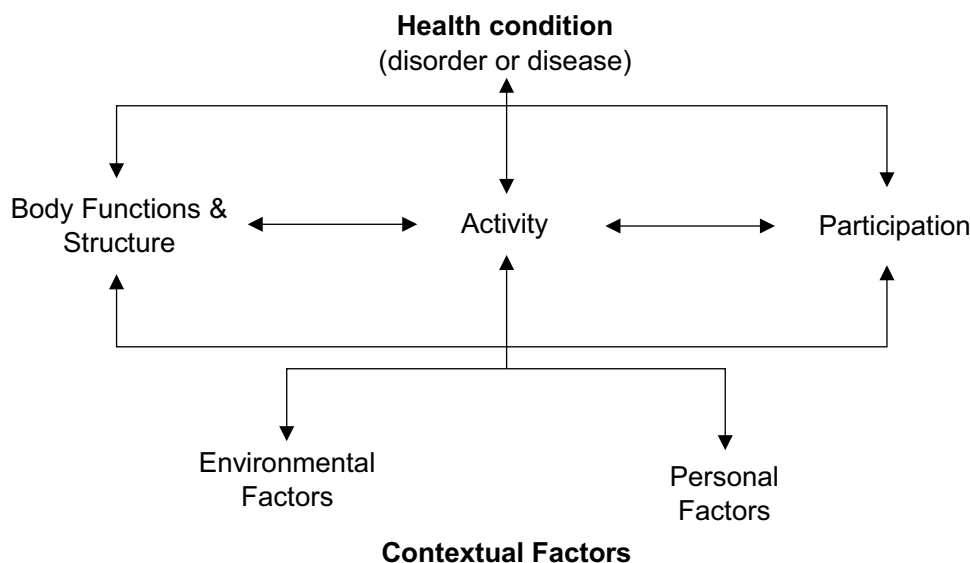 Health condition
(disorder or disease)
Body Functions &
Structure
Activity
Participation
Environmental
Factors
Personal
Factors
Contextual Factors